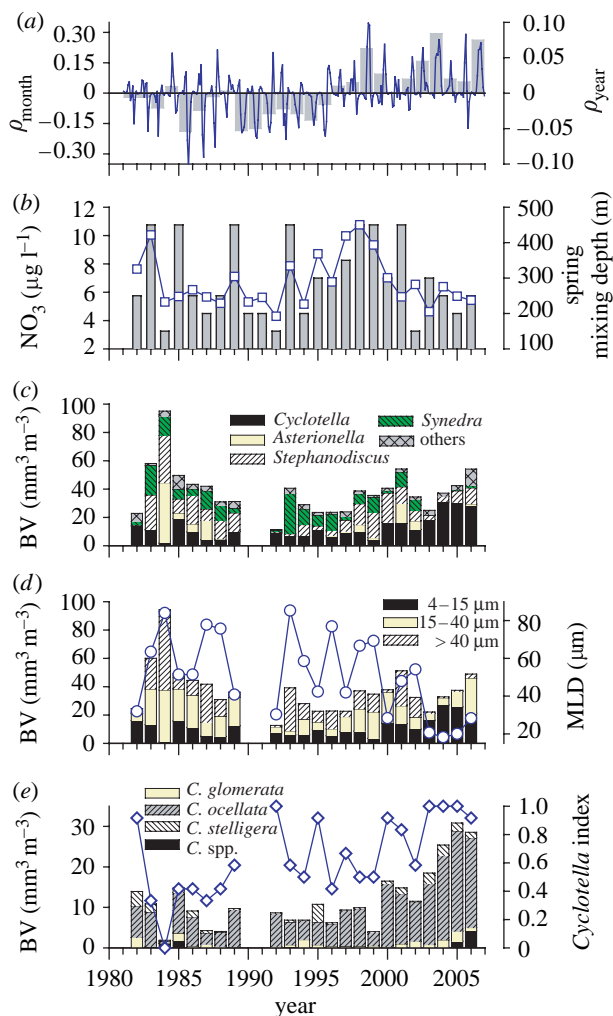 (a)
0.30
0.15
0
−0.15
−0.30
ρmonth
0.10
0.05
0
−0.05
−0.10
ρyear
(b)
12
10
8
6
4
2
NO3 (μg l−1)
500
400
300
200
100
spring
mixing depth (m)
(c)
100
80
60
40
20
0
BV (mm3 m−3)
Cyclotella
Asterionella
Stephanodiscus
Synedra
others
(d)
100
80
60
40
20
0
BV (mm3 m−3)
4–15 μm
15–40 μm
> 40 μm
80
60
40
20
MLD (μm)
(e)
C. glomerata
C. ocellata
C. stelligera
C. spp.
30
20
10
0
BV (mm3 m−3)
1.0
0.8
0.6
0.4
0.2
0
Cyclotella index
1980 1985 1990 1995 2000 2005
year